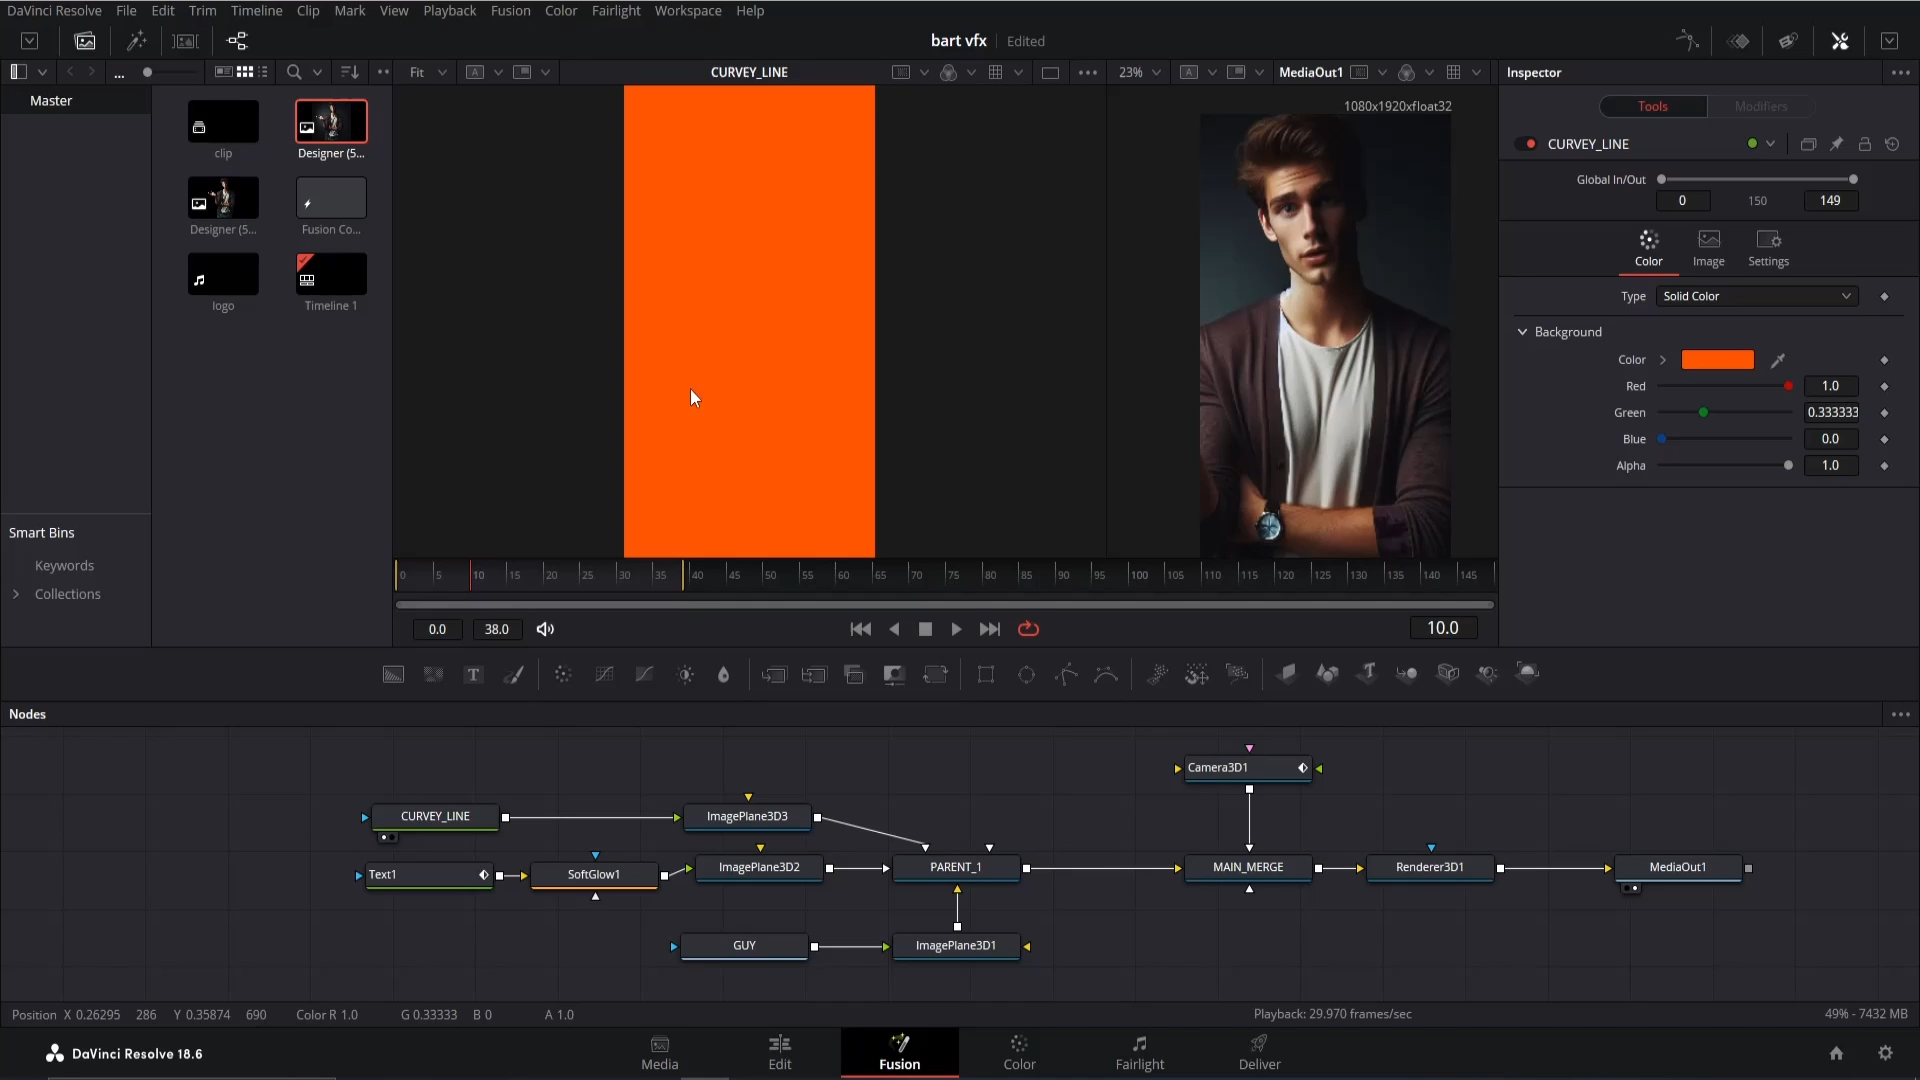 DaVinci Resolve File Edit Trim Timeline Clip Mark View Playback Fusion Color Fairlight Workspace Help
bart vfx Edited
... Fit CURVEY_LINE 23% MediaOut1 Inspector
Master
clip
Designer (5...
Designer (5...
Fusion Co...
logo
Timeline 1
Smart Bins
Keywords
Collections
1080x1920xfloat32
Tools Modifiers
CURVEY_LINE
Global In/Out
0 150 149
Color Image Settings
Type Solid Color
Background
Color
Red 1.0
Green 0.333333
Blue 0.0
Alpha 1.0
0 5 10 15 20 25 30 35 40 45 50 55 60 65 70 75 80 85 90 95 100 105 110 115 120 125 130 135 140 145
0.0 38.0 10.0
Nodes
Camera3D1
CURVEY_LINE ImagePlane3D3
Text1 SoftGlow1 ImagePlane3D2 PARENT_1 MAIN_MERGE Renderer3D1 MediaOut1
GUY ImagePlane3D1
Position X 0.26295 286 Y 0.35874 690 Color R 1.0 G 0.33333 B 0 A 1.0 Playback: 29.970 frames/sec 49% - 7432 MB
DaVinci Resolve 18.6 Media Edit Fusion Color Fairlight Deliver